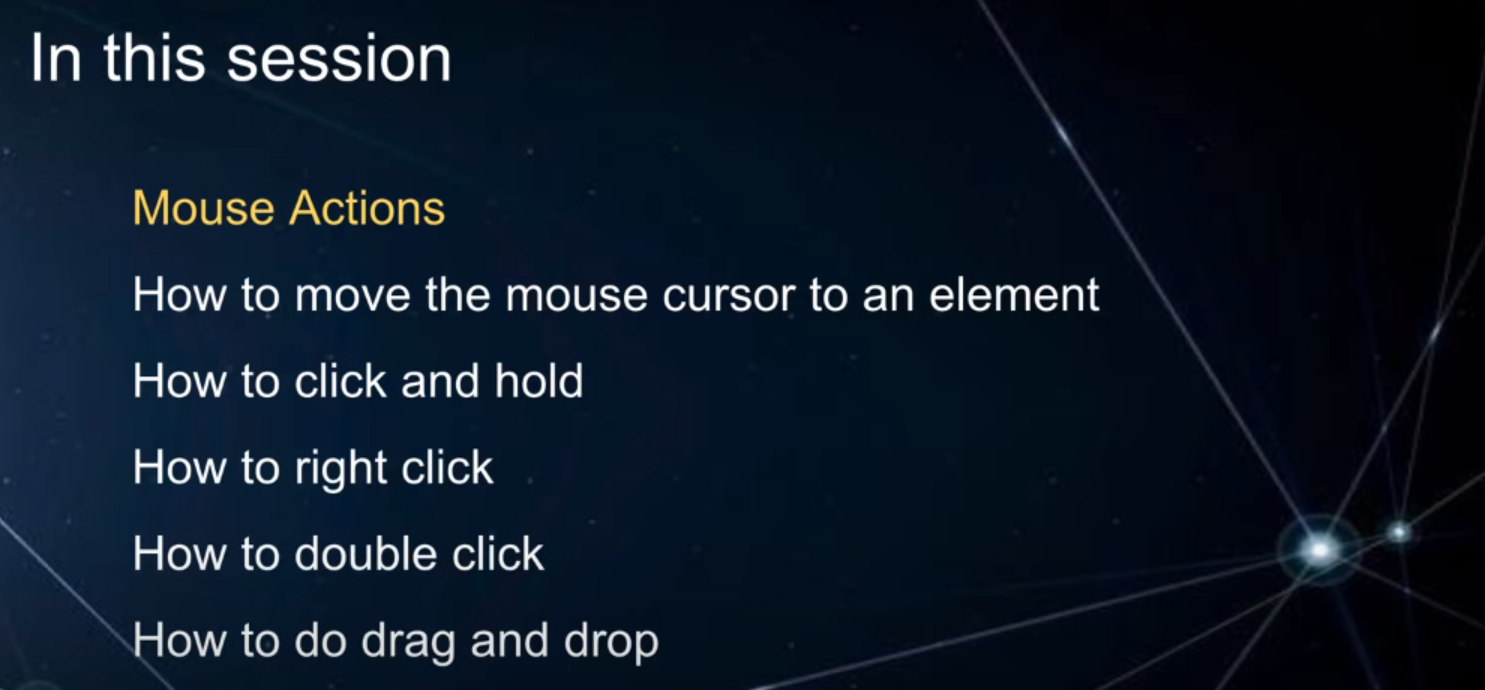 In this session
Mouse Actions
How to move the mouse cursor to an element
How to click and hold
How to right click
How to double click
How to do drag and drop